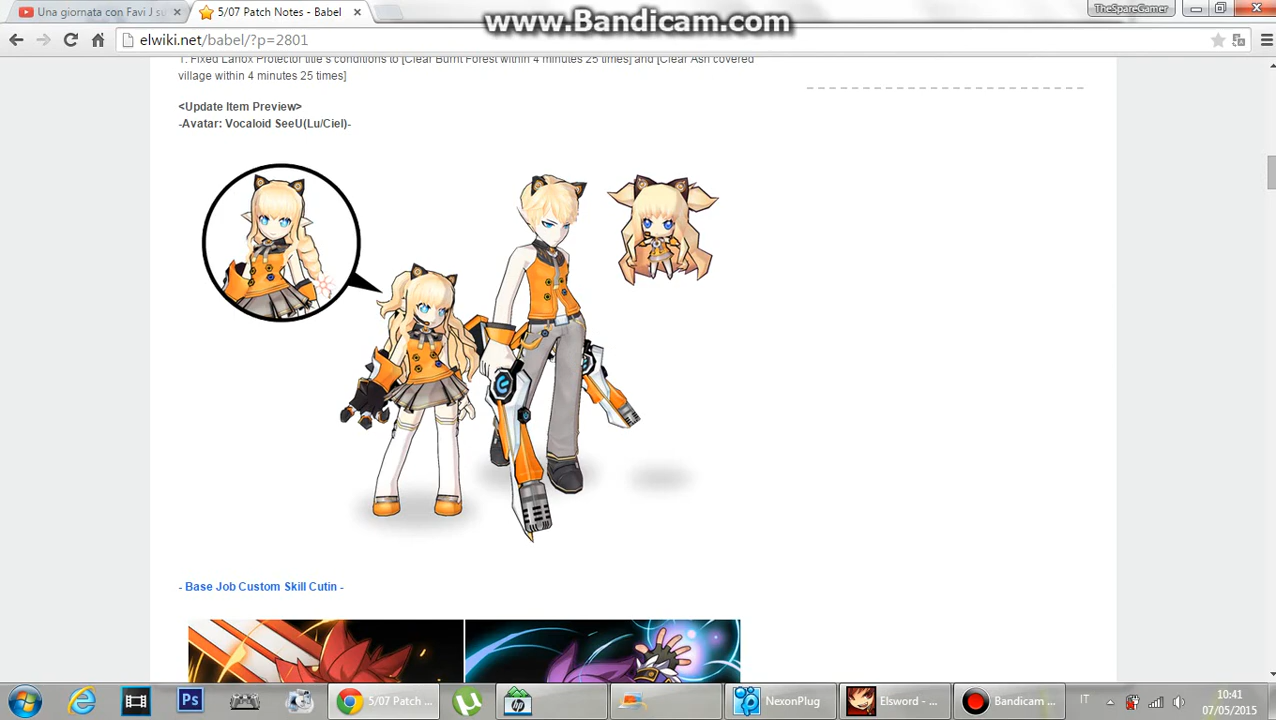 www.Bandicam.com
Una giornata con Favi J su
5/07 Patch Notes - Babel
TheSpareGamer
elwiki.net/babel/?p=2801
1. Fixed Lanox Protector title's conditions to [Clear Burnt Forest within 4 minutes 25 times] and [Clear Ash covered
village within 4 minutes 25 times]
<Update Item Preview>
-Avatar: Vocaloid SeeU(Lu/Ciel)-
- Base Job Custom Skill Cutin -
Ps
5/07 Patch ...
hp
NexonPlug
Elsword - ...
Bandicam ...
IT
10:41
07/05/2015